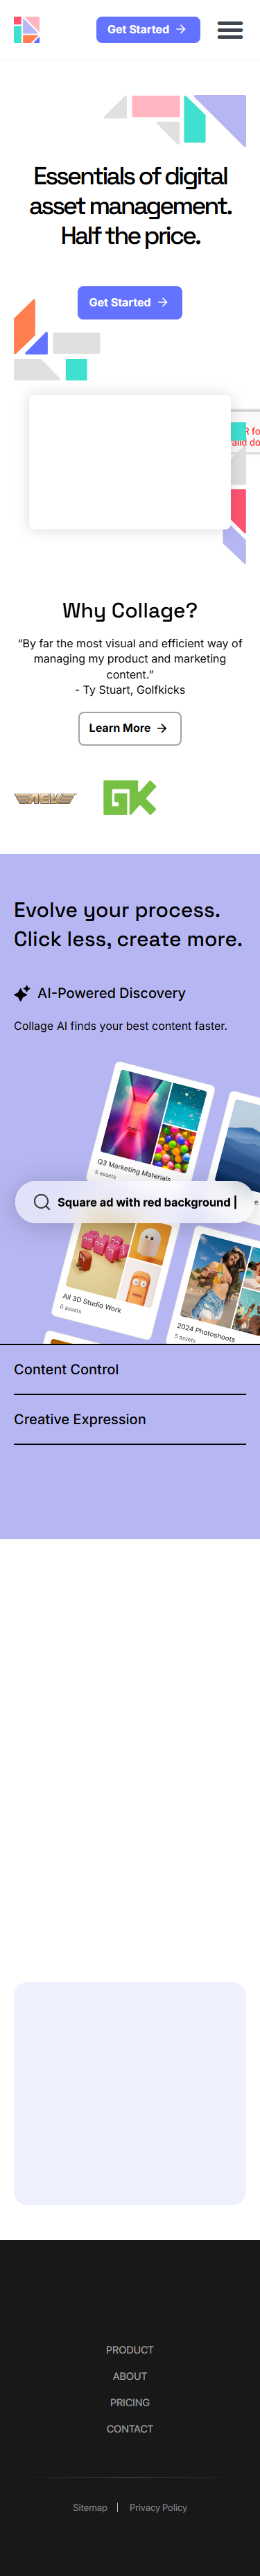 Get Started
Essentials of digital
asset management.
Half the price.
Get Started
R fo
alid do
Why Collage?
“By far the most visual and efficient way of
managing my product and marketing
content.”
- Ty Stuart, Golfkicks
Learn More
GK
Evolve your process.
Click less, create more.
AI-Powered Discovery
Collage AI finds your best content faster.
Q3 Marketing Materials
5 assets
Square ad with red background |
e.
All 3D Studio Work
0 assets
2024 Photoshoots
5 assets
Content Control
Creative Expression
PRODUCT
ABOUT
PRICING
CONTACT
Sitemap | Privacy Policy